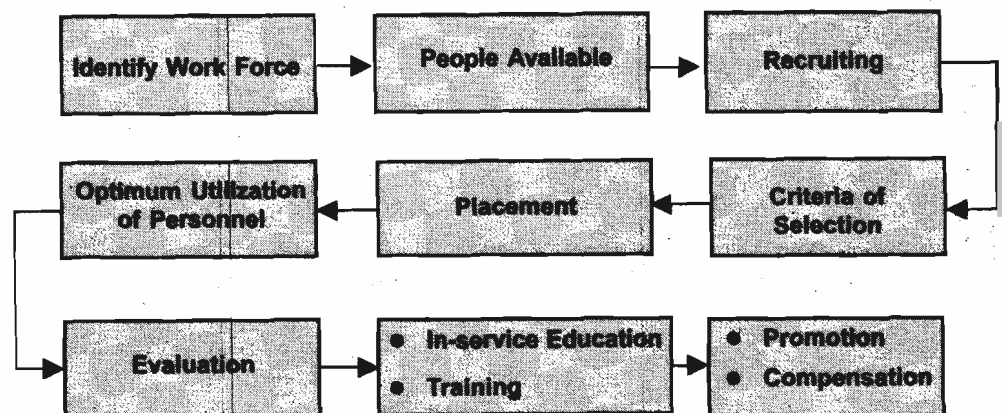 Identify Work Force
People Available
Recruiting
Criteria of
Selection
Placement
Optimum Utilization
of Personnel
Evaluation
● In-service Education
● Training
● Promotion
● Compensation